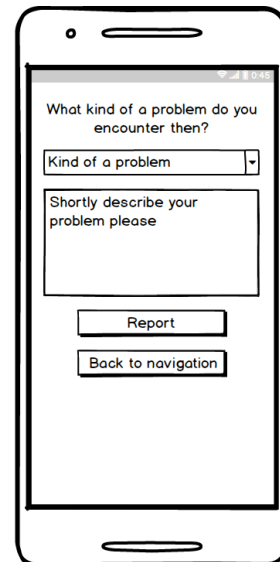 0:45
What kind of a problem do you
encounter then?
Kind of a problem
Shortly describe your
problem please
Report
Back to navigation